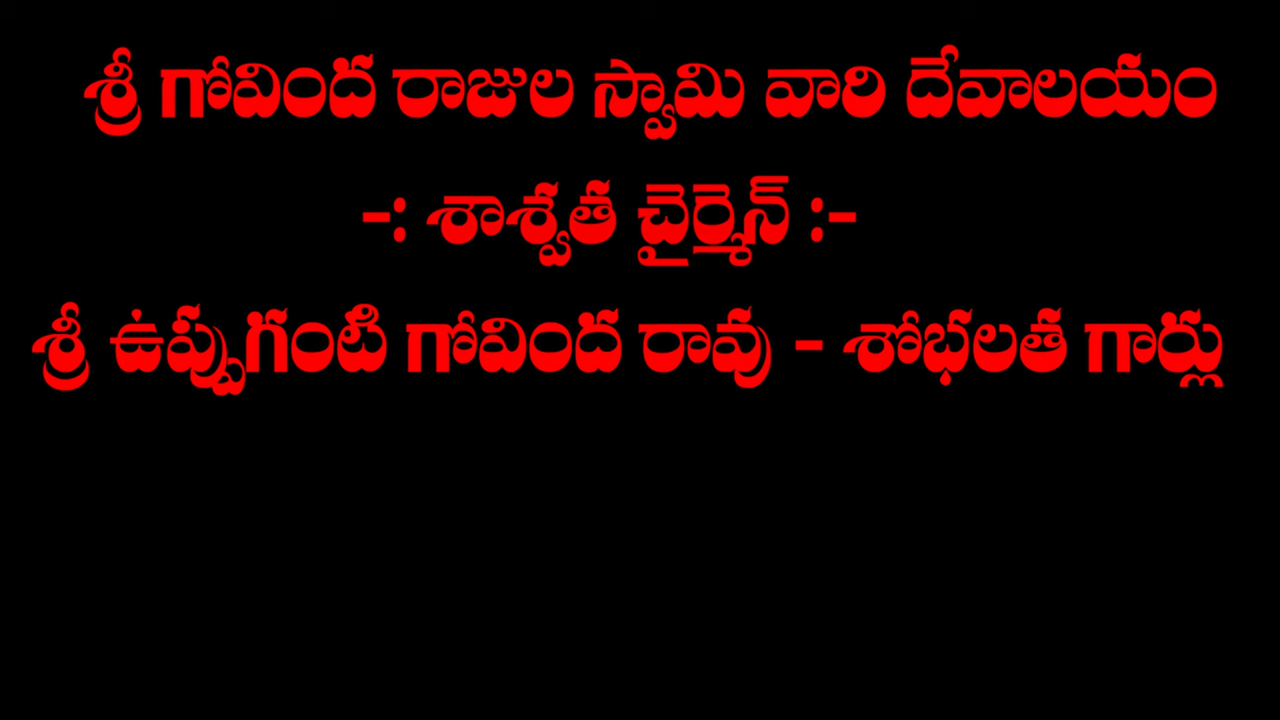 శ్రీ గోవింద రాజుల స్వామి వారి దేవాలయం
-: శాశ్వత చైర్మెన్ :-
శ్రీ ఉప్పుగంటి గోవింద రావు - శోభలత గార్లు